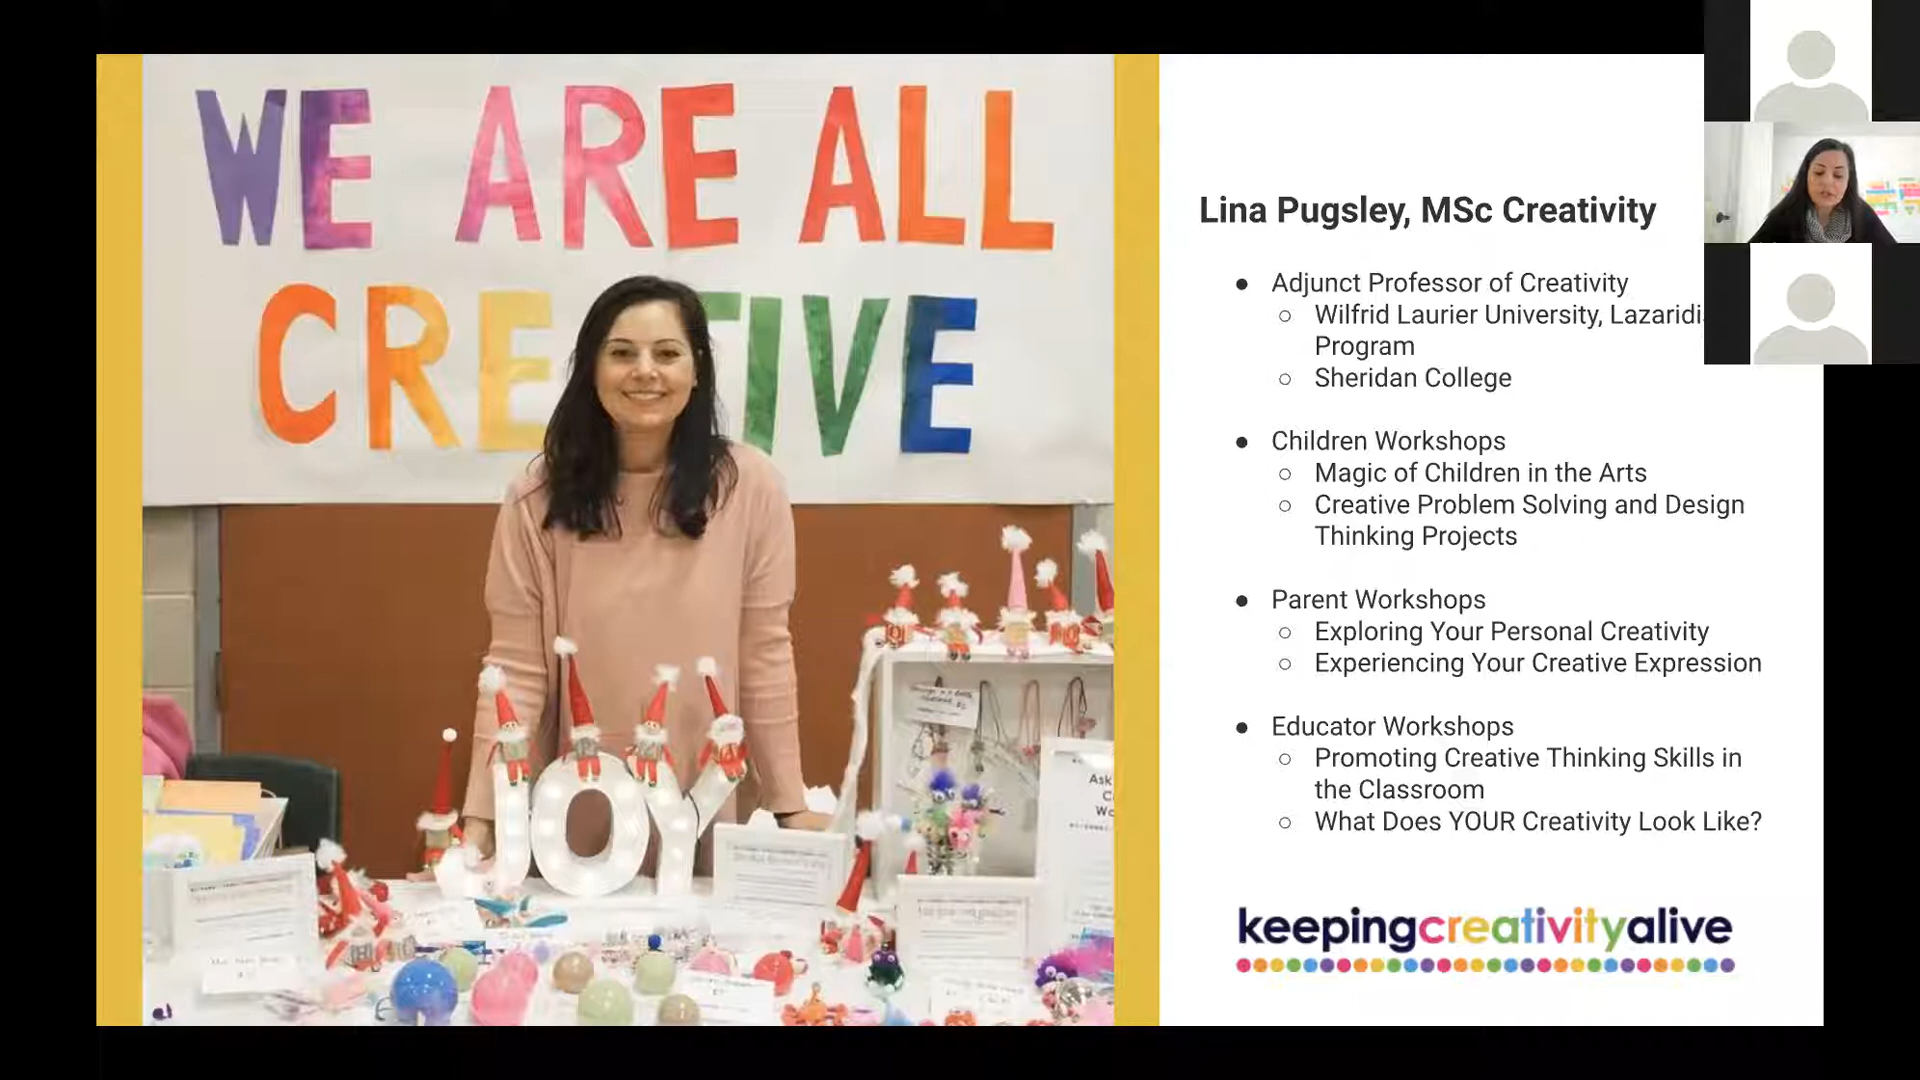 WE ARE ALL
CRE TIVE
JOY
Ask
Lina Pugsley, MSc Creativity
● Adjunct Professor of Creativity
○ Wilfrid Laurier University, Lazaridi
Program
○ Sheridan College
● Children Workshops
○ Magic of Children in the Arts
○ Creative Problem Solving and Design
Thinking Projects
● Parent Workshops
○ Exploring Your Personal Creativity
○ Experiencing Your Creative Expression
● Educator Workshops
○ Promoting Creative Thinking Skills in
the Classroom
○ What Does YOUR Creativity Look Like?
keepingcreativityalive